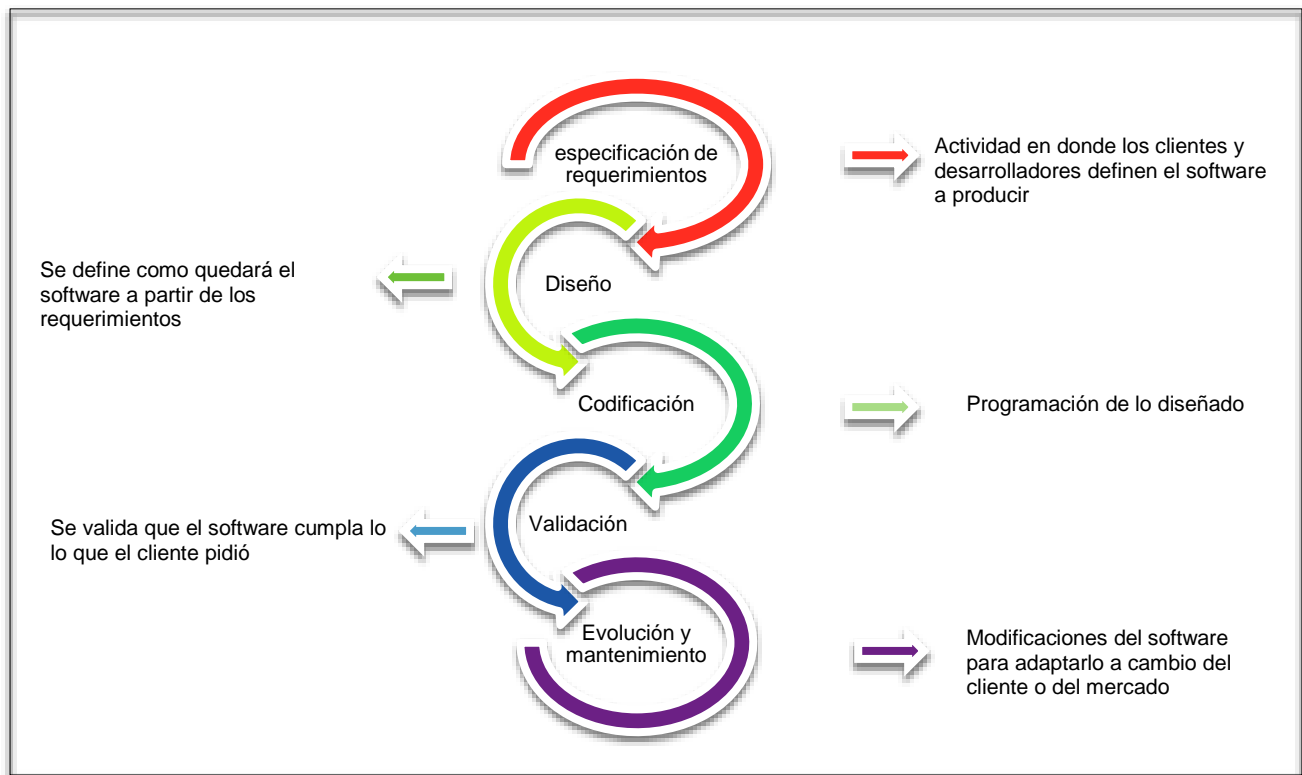 especificación de
requerimientos
Actividad en donde los clientes y
desarrolladores definen el software
a producir
Se define como quedará el
software a partir de los
requerimientos
Diseño
Codificación
Programación de lo diseñado
Se valida que el software cumpla lo
lo que el cliente pidió
Validación
Evolución y
mantenimiento
Modificaciones del software
para adaptarlo a cambio del
cliente o del mercado